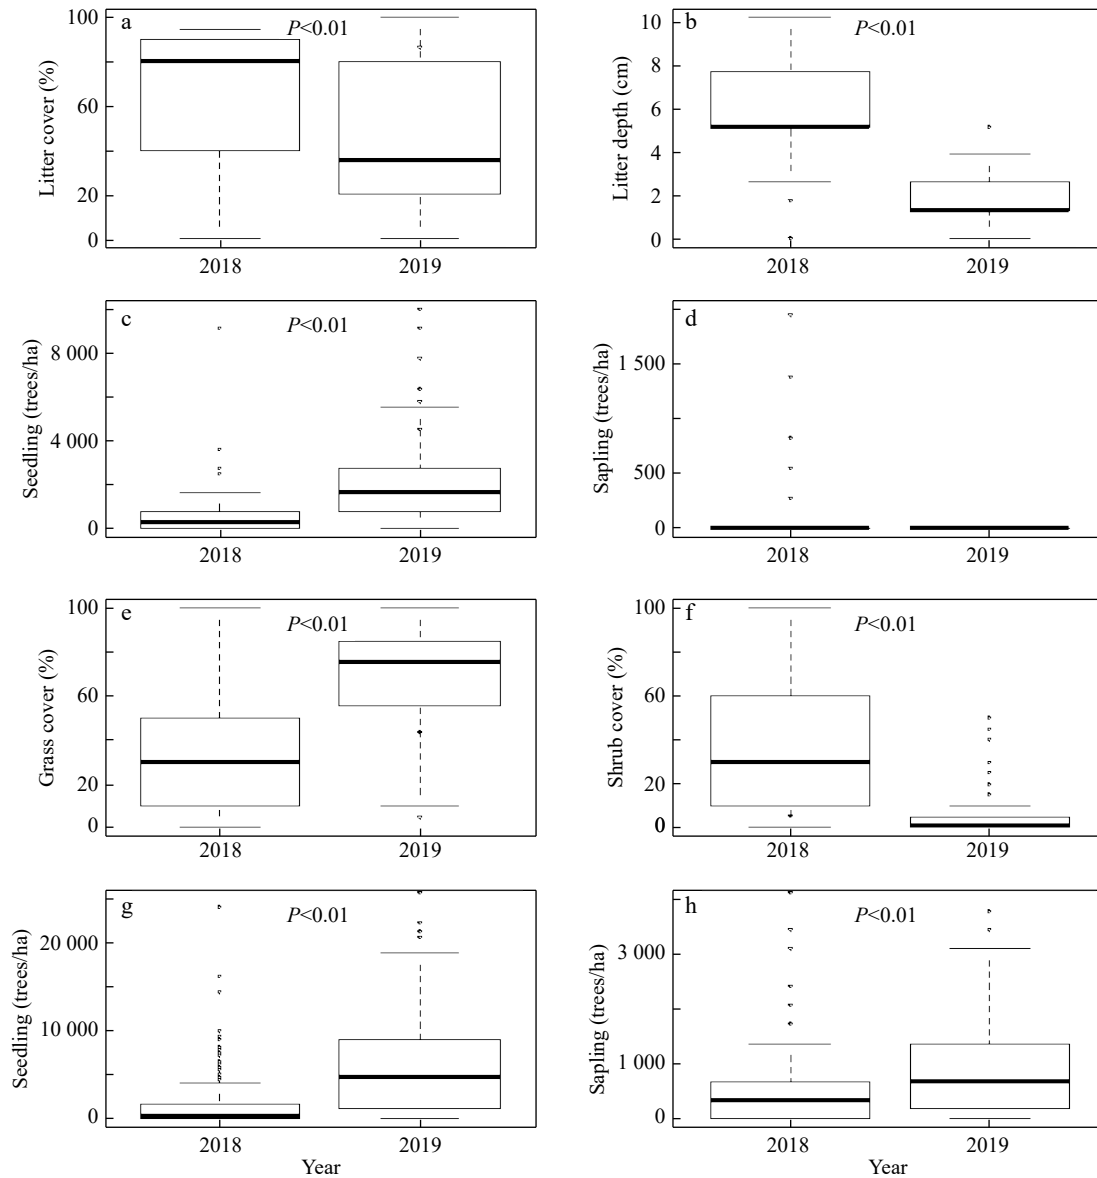 a
P<0.01
Litter cover (%)
100
60
20
0
2018
2019
b
P<0.01
Litter depth (cm)
10
8
6
4
2
0
2018
2019
c
P<0.01
Seedling (trees/ha)
8 000
4 000
0
2018
2019
d
Sapling (trees/ha)
1 500
500
0
2018
2019
e
P<0.01
Grass cover (%)
100
60
20
0
2018
2019
f
P<0.01
Shrub cover (%)
100
60
20
0
2018
2019
g
P<0.01
Seedling (trees/ha)
20 000
10 000
0
2018
2019
Year
h
P<0.01
Sapling (trees/ha)
3 000
1 000
0
2018
2019
Year